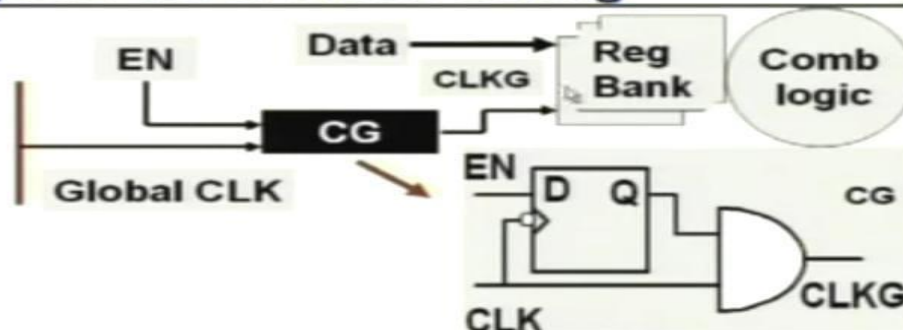 EN
Data
CLKG
Reg
Bank
Comb
logic
CG
Global CLK
EN
D Q
CG
CLKG
CLK